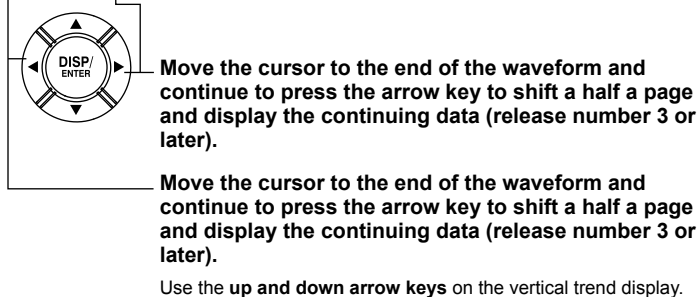 DISP/
ENTER
Move the cursor to the end of the waveform and
continue to press the arrow key to shift a half a page
and display the continuing data (release number 3 or
later).
Move the cursor to the end of the waveform and
continue to press the arrow key to shift a half a page
and display the continuing data (release number 3 or
later).
Use the up and down arrow keys on the vertical trend display.